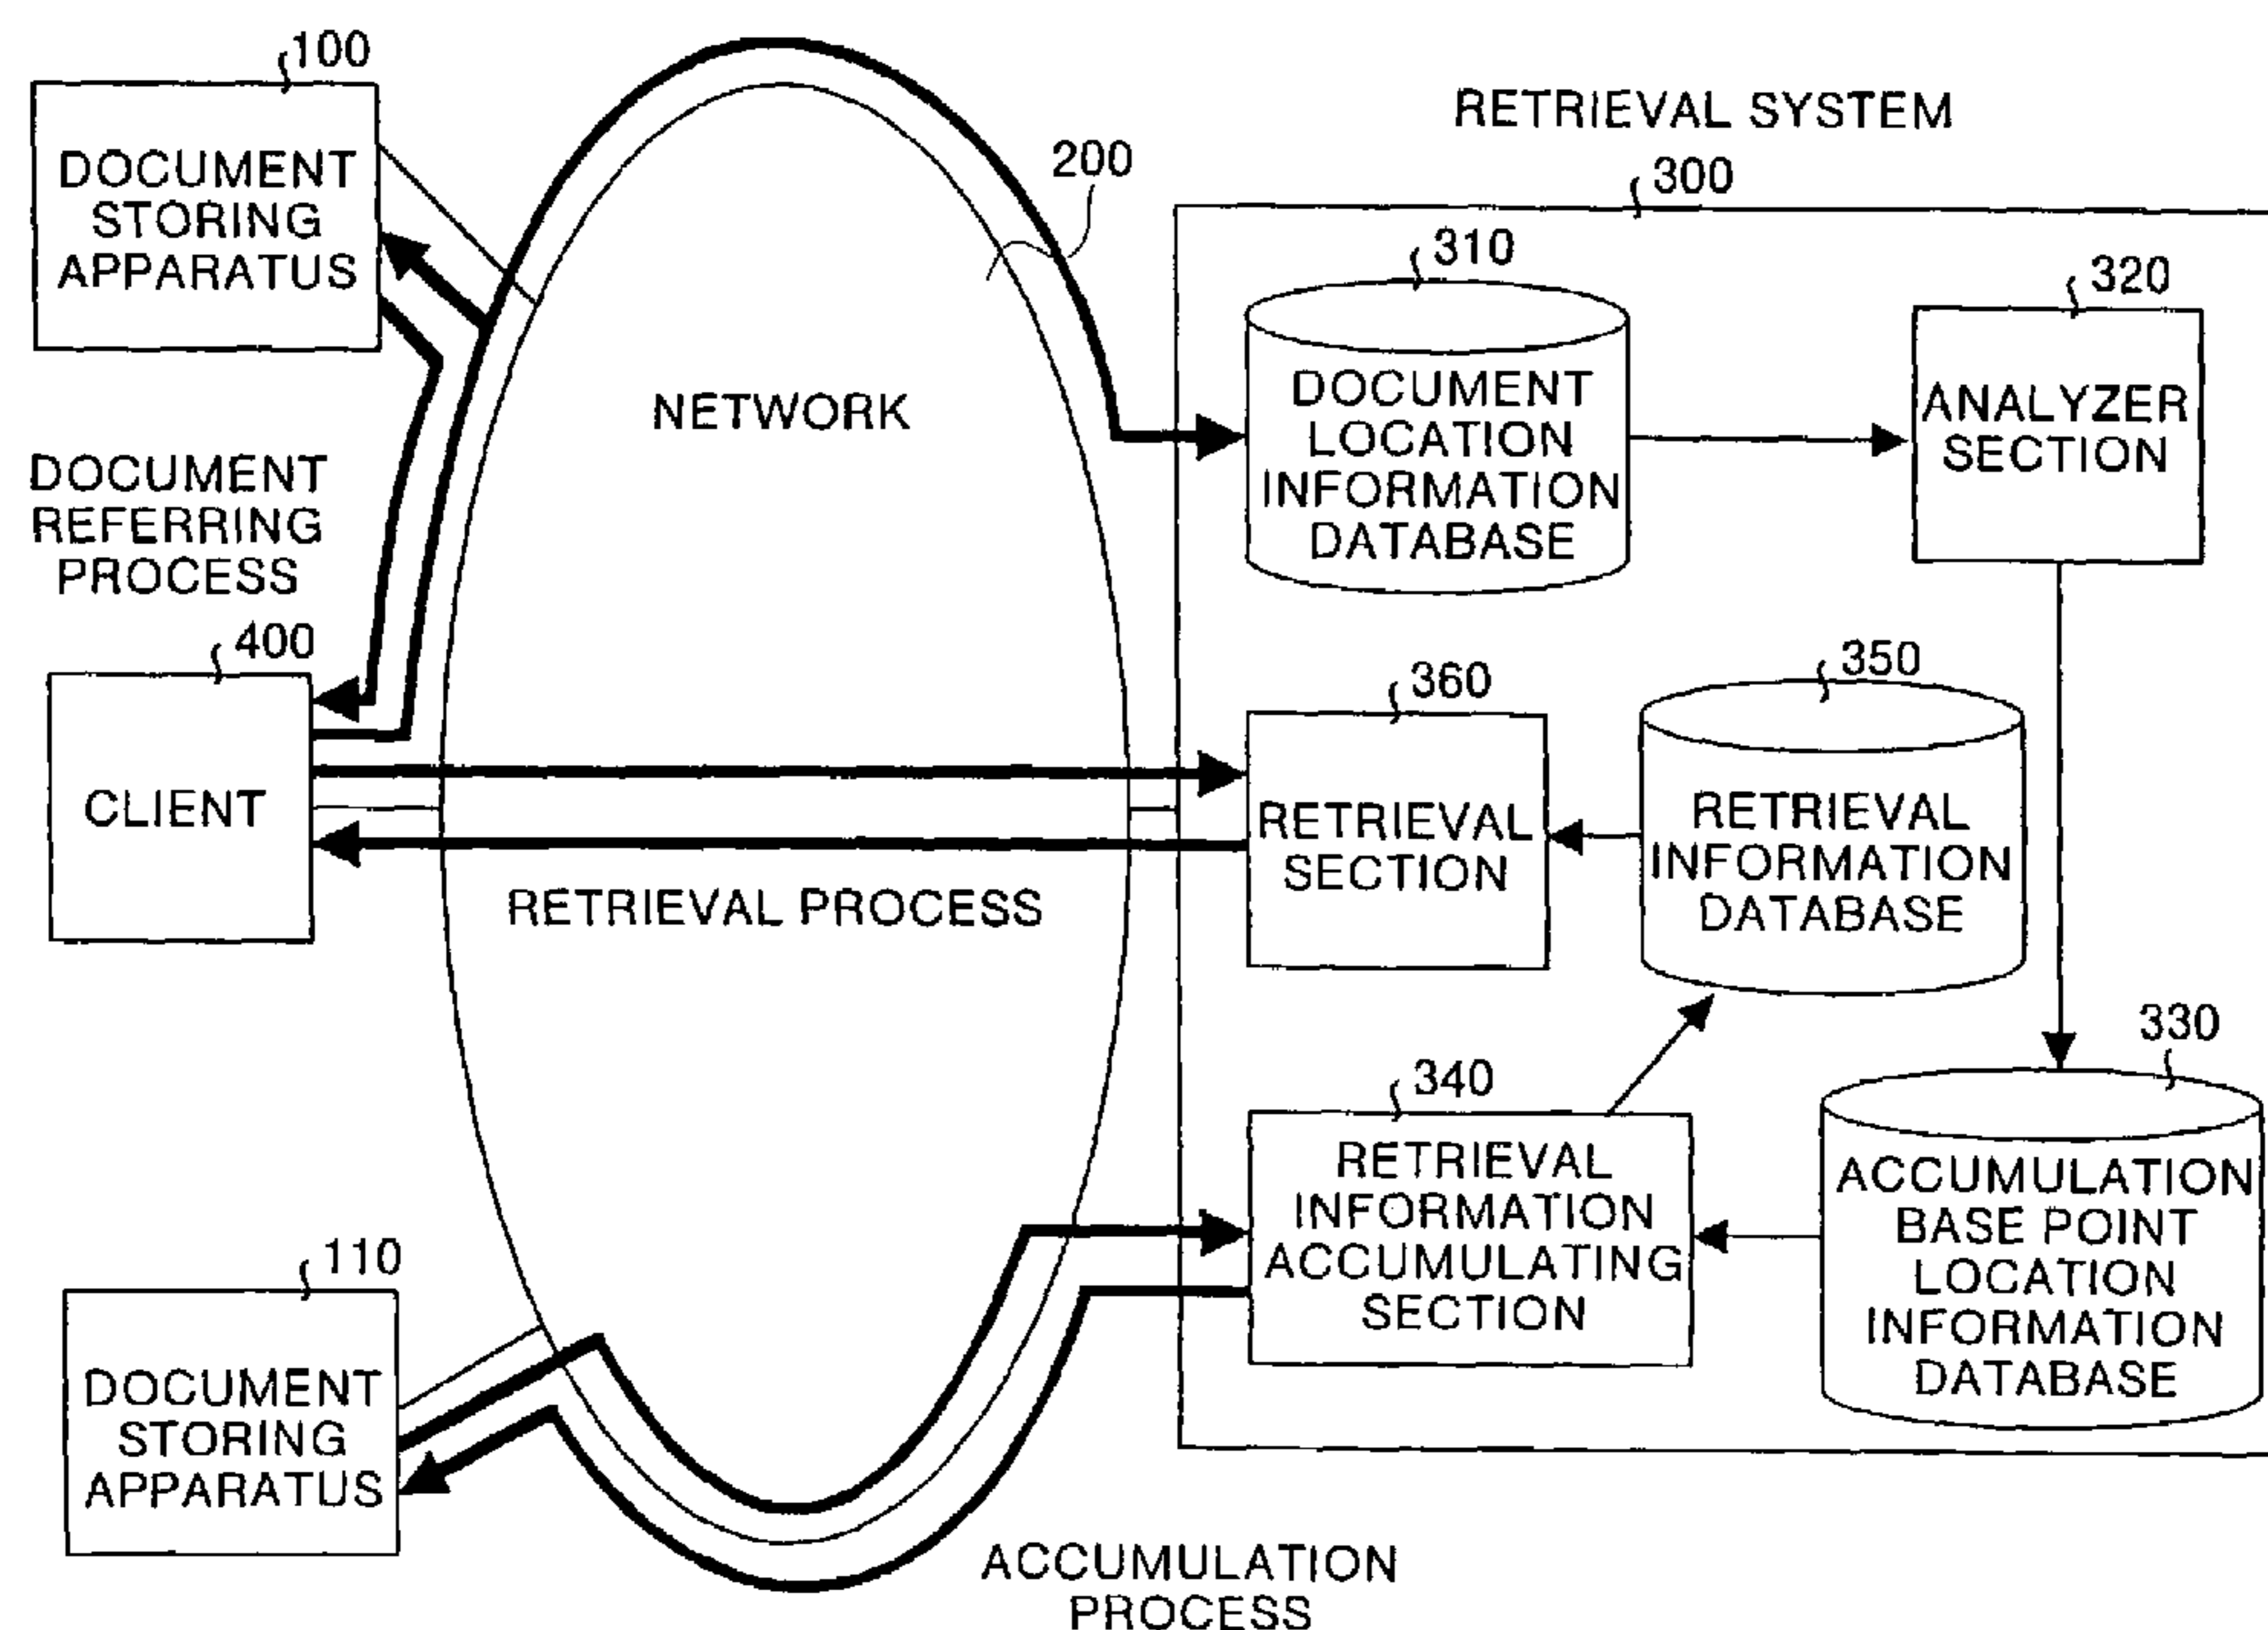 100
DOCUMENT
STORING
APPARATUS
RETRIEVAL SYSTEM
200
300
310
DOCUMENT
LOCATION
INFORMATION
DATABASE
320
ANALYZER
SECTION
NETWORK
DOCUMENT
REFERRING
PROCESS
400
CLIENT
360
RETRIEVAL
SECTION
350
RETRIEVAL
INFORMATION
DATABASE
RETRIEVAL PROCESS
340
RETRIEVAL
INFORMATION
ACCUMULATING
SECTION
330
ACCUMULATION
BASE POINT
LOCATION
INFORMATION
DATABASE
110
DOCUMENT
STORING
APPARATUS
ACCUMULATION
PROCESS